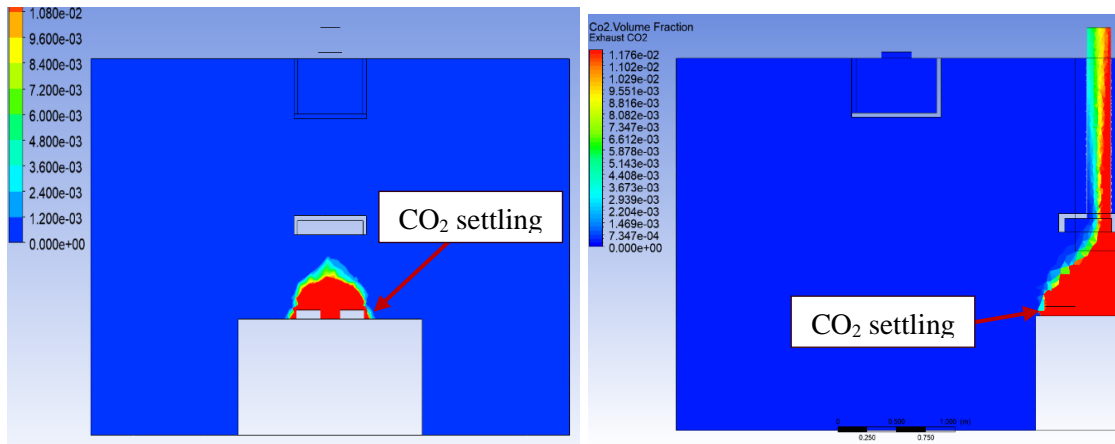 1.080e-02
9.600e-03
8.400e-03
7.200e-03
6.000e-03
4.800e-03
3.600e-03
2.400e-03
1.200e-03
0.000e+00
CO₂ settling
Co2.Volume Fraction
Exhaust CO2
1.176e-02
1.102e-02
1.029e-02
9.551e-03
8.816e-03
8.082e-03
7.347e-03
6.612e-03
5.878e-03
5.143e-03
4.408e-03
3.673e-03
2.939e-03
2.204e-03
1.469e-03
7.347e-04
0.000e+00
CO₂ settling
0 0.500 1.000 (m)
0.250 0.750